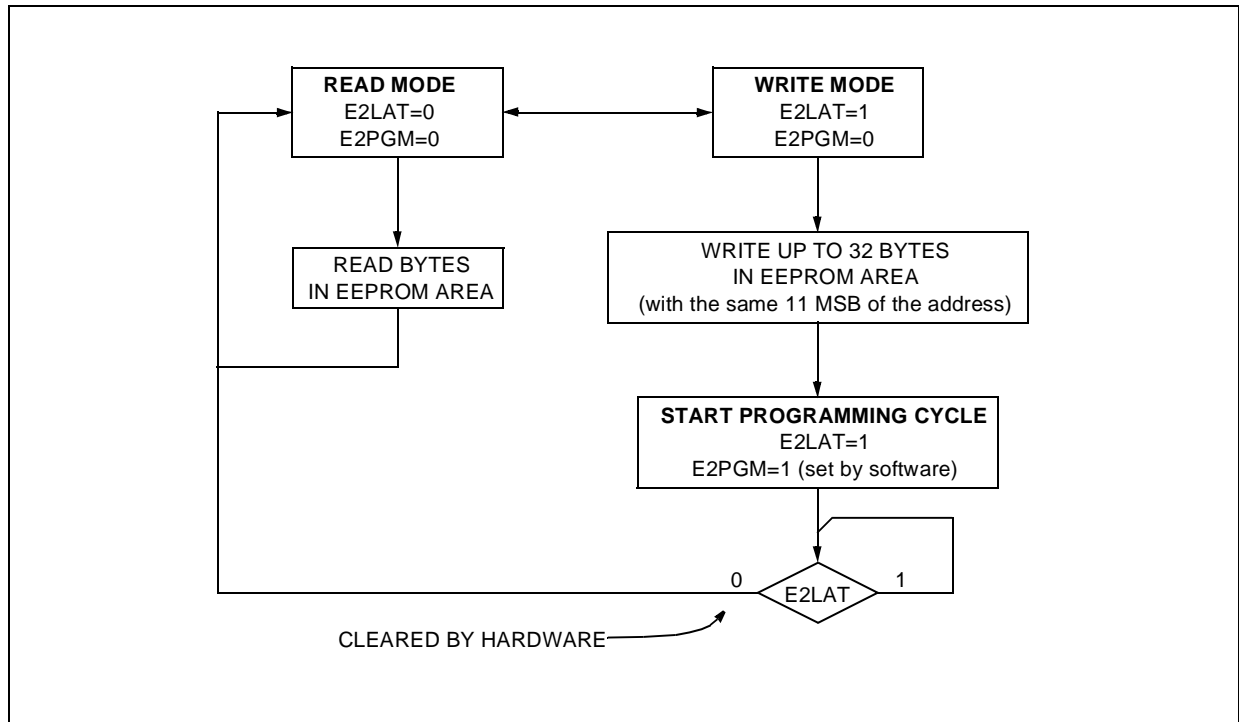 READ MODE
E2LAT=0
E2PGM=0
WRITE MODE
E2LAT=1
E2PGM=0
READ BYTES
IN EEPROM AREA
WRITE UP TO 32 BYTES
IN EEPROM AREA
(with the same 11 MSB of the address)
START PROGRAMMING CYCLE
E2LAT=1
E2PGM=1 (set by software)
0
E2LAT
1
CLEARED BY HARDWARE